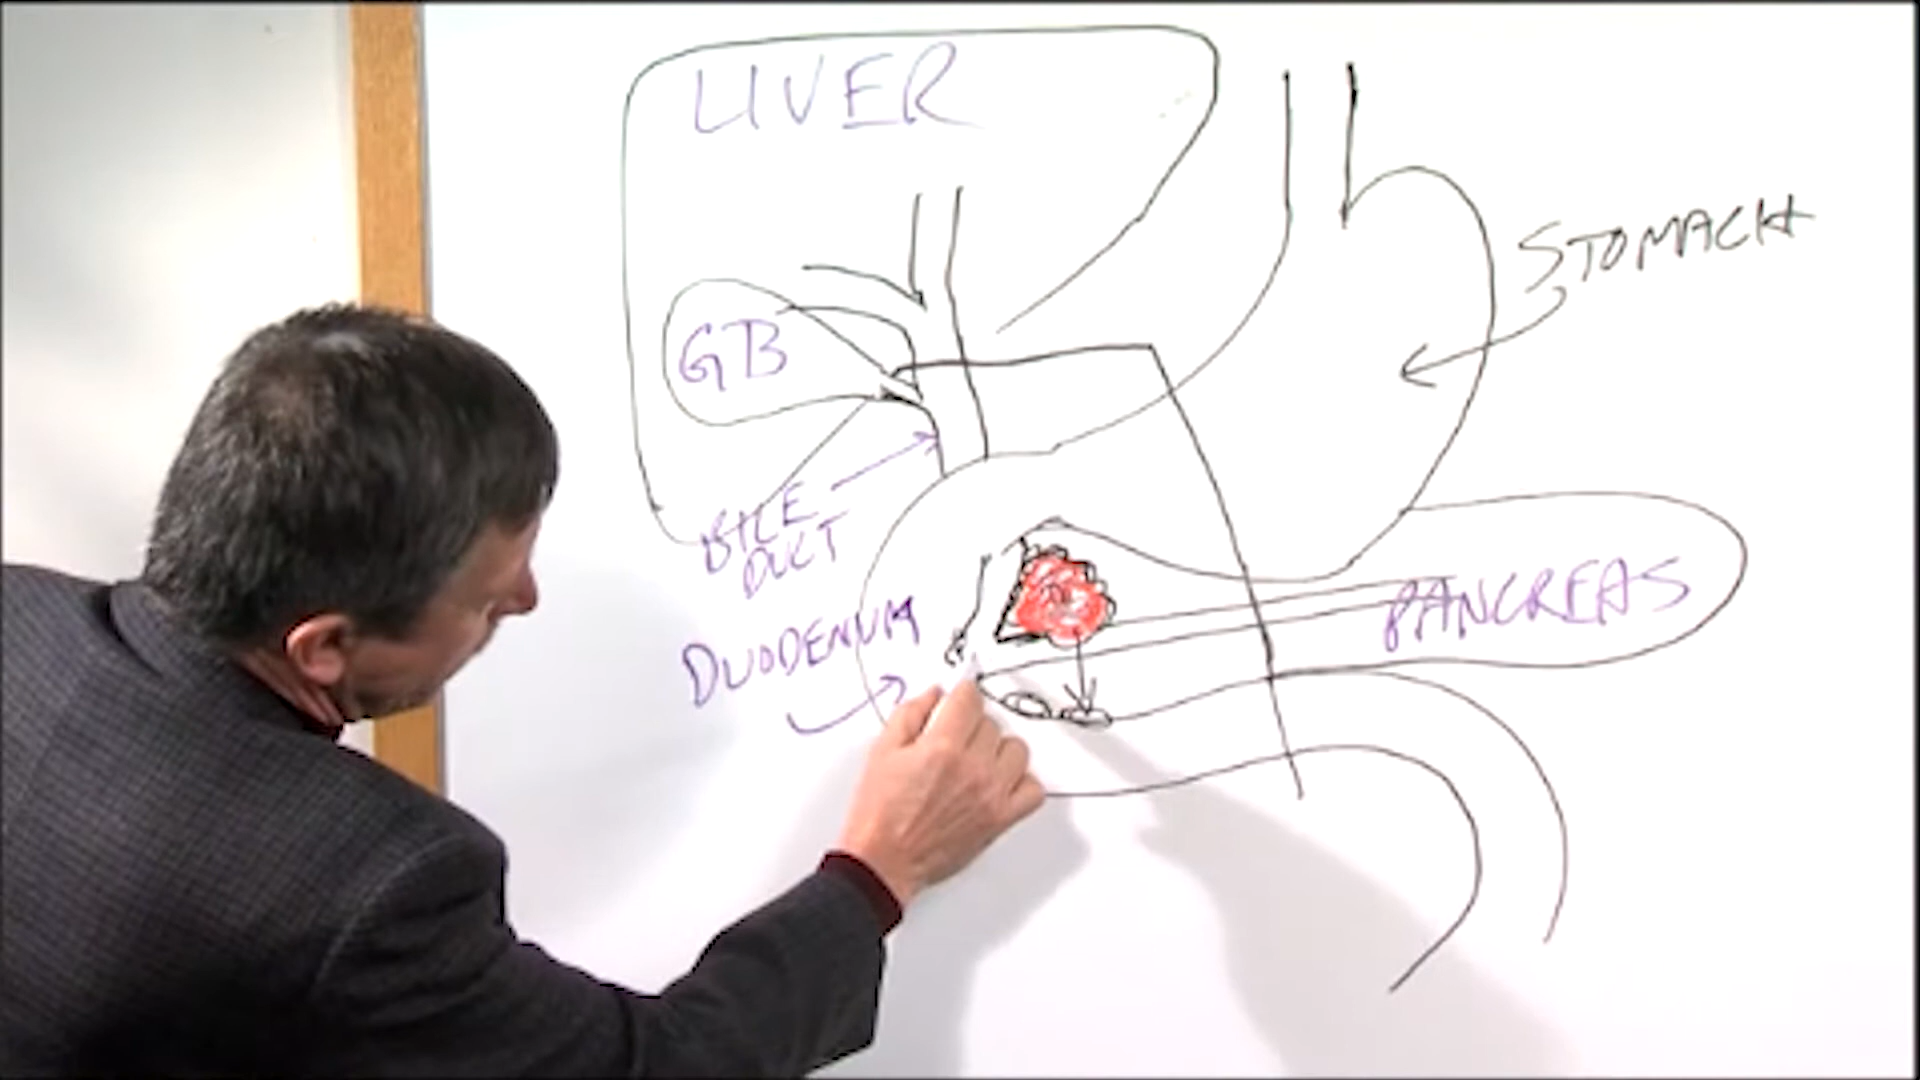 LIVER
STOMACH
GB
BILE
DUCT
DUODENUM
PANCREAS